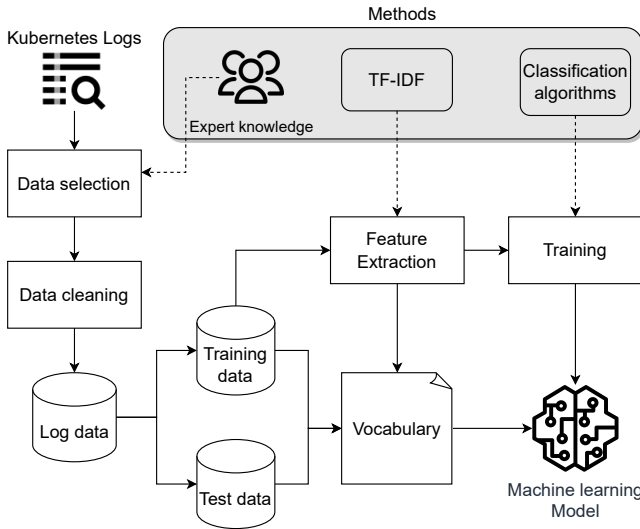 Methods
Kubernetes Logs
Expert knowledge
TF-IDF
Classification
algorithms
Data selection
Feature
Extraction
Training
Data cleaning
Training
data
Log data
Vocabulary
Test data
Machine learning
Model